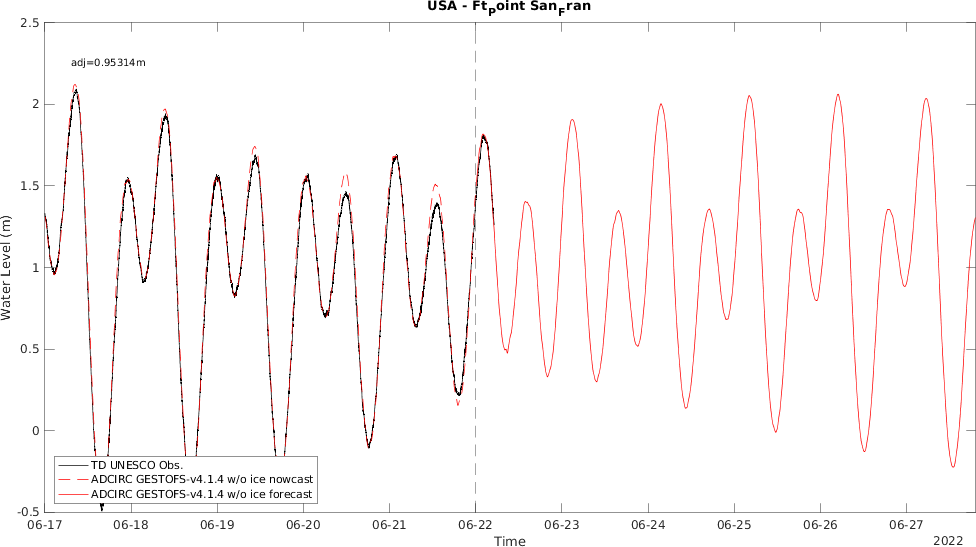 USA - FtPoint SanFran
adj=0.95314m
2.5
2
1.5
1
0.5
0
-0.5
Water Level (m)
TD UNESCO Obs.
ADCIRC GESTOFS-v4.1.4 w/o ice nowcast
ADCIRC GESTOFS-v4.1.4 w/o ice forecast
06-17 06-18 06-19 06-20 06-21 06-22 06-23 06-24 06-25 06-26 06-27
Time
2022